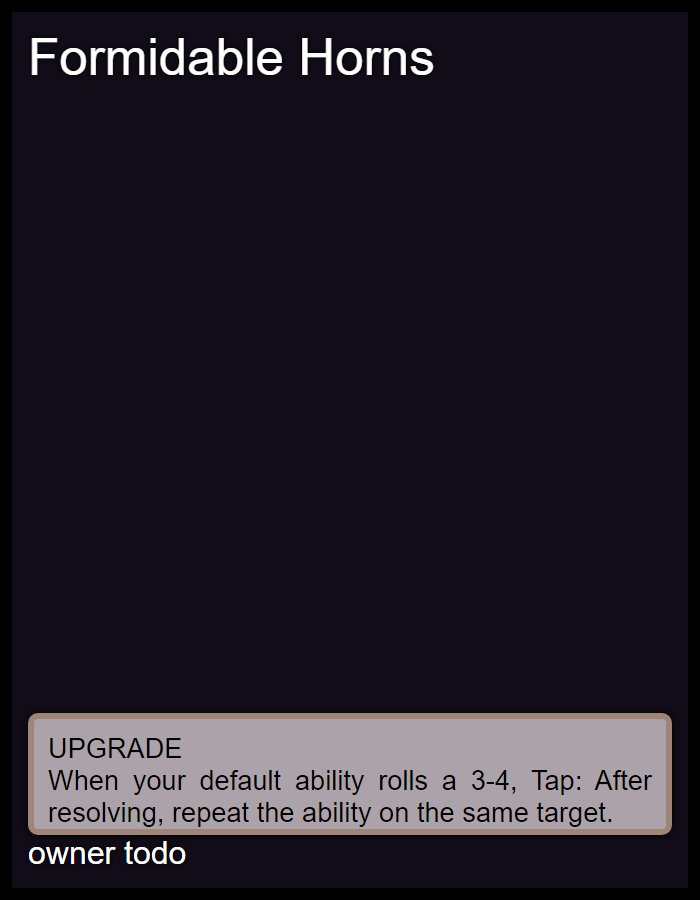 Formidable Horns
UPGRADE
When your default ability rolls a 3-4, Tap: After
resolving, repeat the ability on the same target.
owner todo